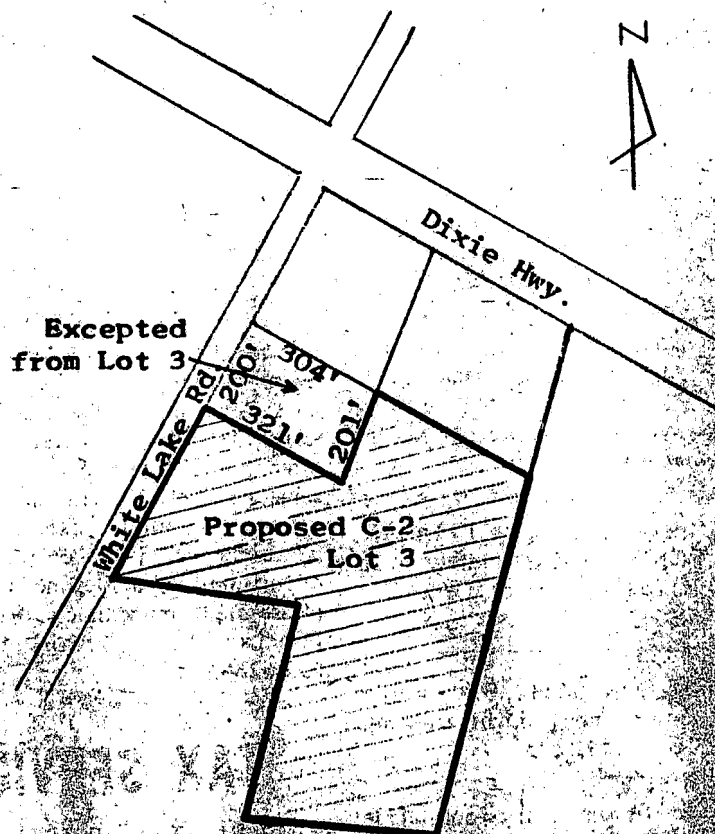 N
Dixie Hwy.
Excepted
from Lot 3
304'
200'
321'
201'
White Lake Rd
Proposed C-2
Lot 3